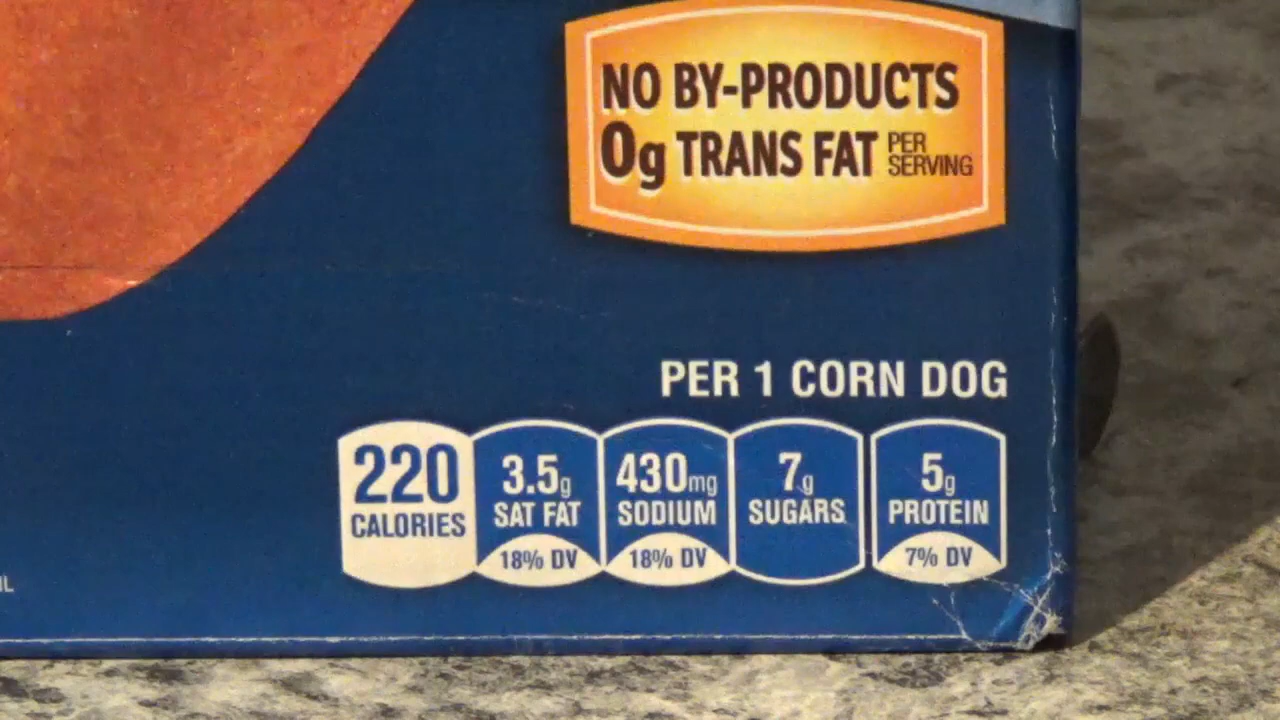 NO BY-PRODUCTS
0g TRANS FAT PER SERVING
PER 1 CORN DOG
220 CALORIES
3.5g SAT FAT 18% DV
430mg SODIUM 18% DV
7g SUGARS
5g PROTEIN 7% DV